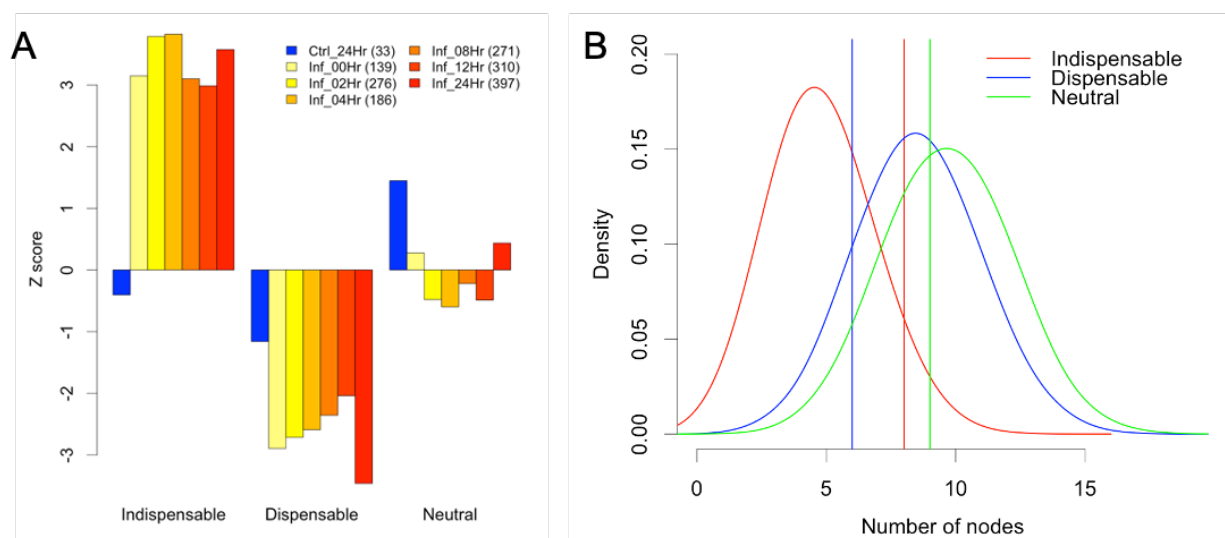 A
Ctrl_24Hr (33)
Inf_00Hr (139)
Inf_02Hr (276)
Inf_04Hr (186)
Inf_08Hr (271)
Inf_12Hr (310)
Inf_24Hr (397)
Z score
3
2
1
0
-1
-2
-3
Indispensable
Dispensable
Neutral
B
Indispensable
Dispensable
Neutral
Density
0.20
0.15
0.10
0.05
0.00
0
5
10
15
Number of nodes